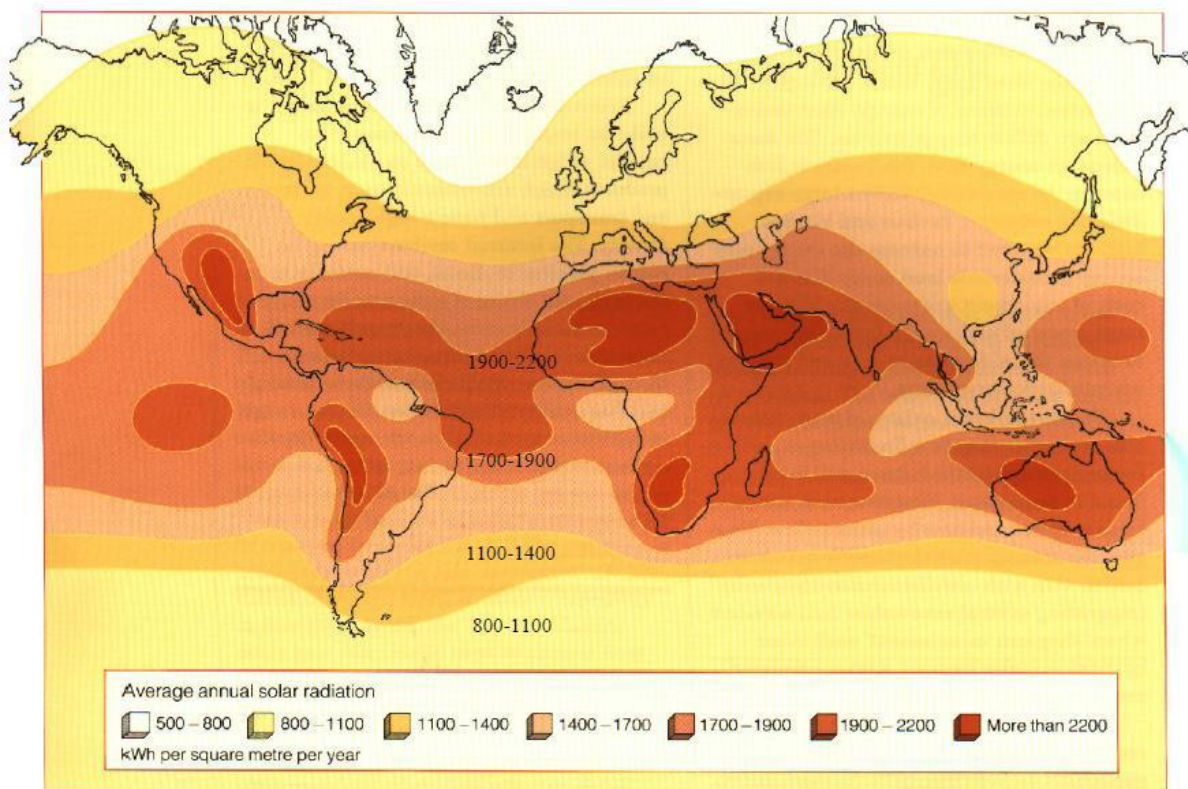 1900-2200
1700-1900
1100-1400
800-1100
Average annual solar radiation
500 – 800 800 – 1100 1100 – 1400 1400 – 1700 1700 – 1900 1900 – 2200 More than 2200
kWh per square metre per year